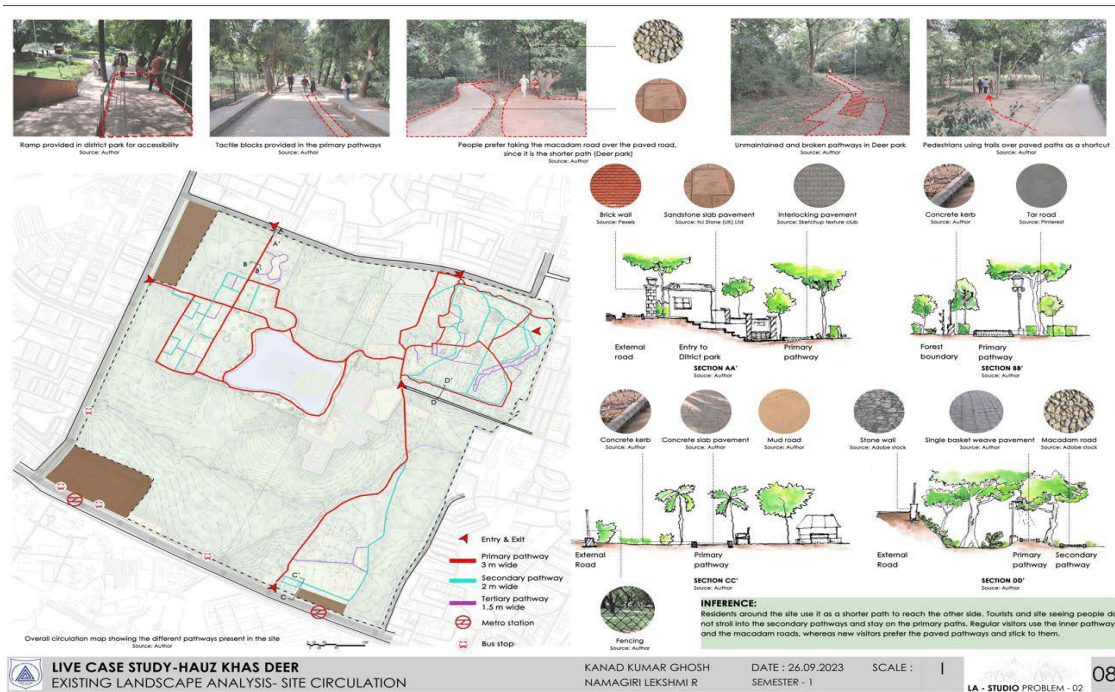 Ramp provided in district park for accessibility
Source: Author
Tactile blocks provided in the primary pathways
Source: Author
People prefer taking the macadam road over the paved road,
since it is the shorter path (Deer park)
Source: Author
Unmaintained and broken pathways in Deer park
Source: Author
Pedestrians using trails over paved paths as a shortcut
Source: Author
Brick wall
Source: Pexels
Sandstone slab pavement
Source: NJ Stone (UK) Ltd
Interlocking pavement
Source: Sketchup texture club
Concrete kerb
Source: Author
Tar road
Source: Pinterest
External
road
Entry to
Ditrict park
Primary
pathway
SECTION AA'
Souce: Author
Forest
boundary
Primary
pathway
SECTION BB'
Souce: Author
Concrete kerb
Source: Author
Concrete slab pavement
Source: Author
Mud road
Source: Author
Stone wall
Source: Adobe stock
Single basket weave pavement
Source: Author
Macadam road
Source: Adobe stock
External
Road
Primary
pathway
SECTION CC'
Souce: Author
External
Road
Primary
pathway
Secondary
pathway
SECTION DD'
Souce: Author
Fencing
Source: Author
A'
B
B'
D'
D
C'
C
Entry & Exit
Primary pathway
3 m wide
Secondary pathway
2 m wide
Tertiary pathway
1.5 m wide
Metro station
Bus stop
Overall circulation map showing the different pathways present in the site
Source: Author
INFERENCE:
Residents around the site use it as a shorter path to reach the other side. Tourists and site seeing people do
not stroll into the secondary pathways and stay on the primary paths. Regular visitors use the inner pathways
and the macadam roads, whereas new visitors prefer the paved pathways and stick to them.
LIVE CASE STUDY-HAUZ KHAS DEER
EXISTING LANDSCAPE ANALYSIS- SITE CIRCULATION
KANAD KUMAR GHOSH
NAMAGIRI LEKSHMI R
DATE : 26.09.2023
SEMESTER - 1
SCALE :
LA - STUDIO PROBLEM - 02
08